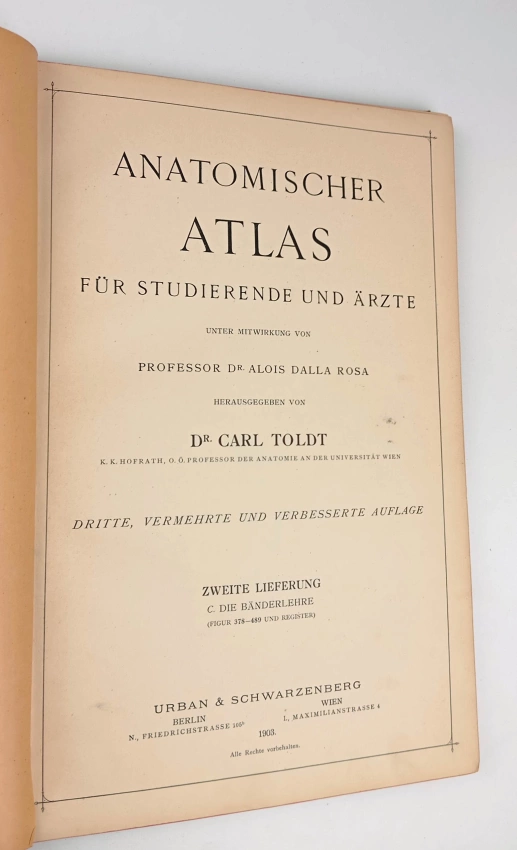 ANATOMISCHER
ATLAS
FÜR STUDIERENDE UND ÄRZTE
UNTER MITWIRKUNG VON
PROFESSOR DR. ALOIS DALLA ROSA
HERAUSGEGEBEN VON
DR. CARL TOLDT
K. K. HOFRATH, O. Ö. PROFESSOR DER ANATOMIE AN DER UNIVERSITÄT WIEN
DRITTE, VERMEHRTE UND VERBESSERTE AUFLAGE
ZWEITE LIEFERUNG
C. DIE BÄNDERLEHRE
(FIGUR 378—489 UND REGISTER)
URBAN & SCHWARZENBERG
BERLIN WIEN
N., FRIEDRICHSTRASSE 105b I., MAXIMILIANSTRASSE 4
1903.
Alle Rechte vorbehalten.